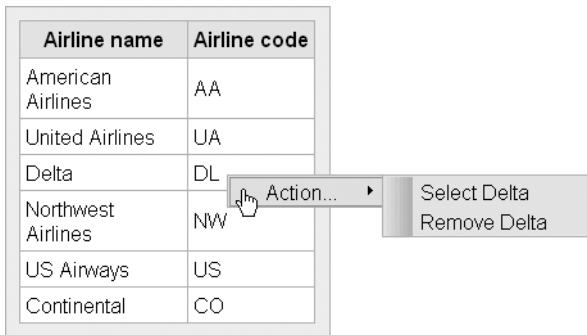 Airline name Airline code
American
Airlines
AA
United Airlines UA
Delta DL
Action...
Select Delta
Remove Delta
Northwest
Airlines
NW
US Airways US
Continental CO